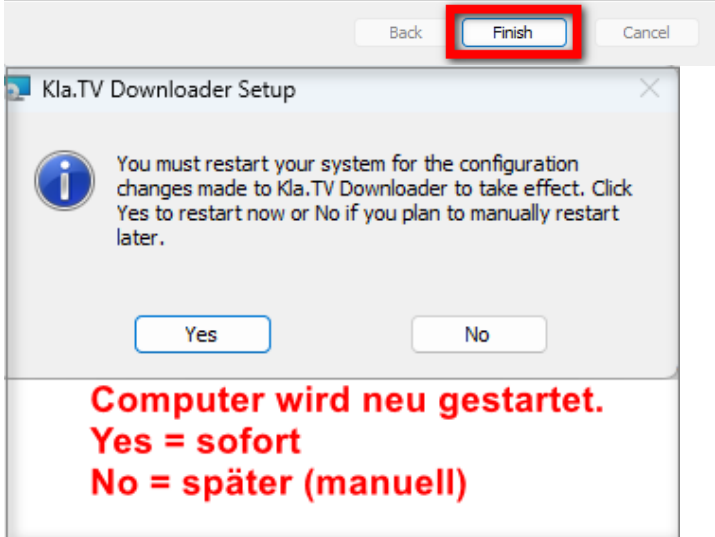 Back Finish Cancel
Kla.TV Downloader Setup
You must restart your system for the configuration
changes made to Kla.TV Downloader to take effect. Click
Yes to restart now or No if you plan to manually restart
later.
Yes No
Computer wird neu gestartet.
Yes = sofort
No = später (manuell)